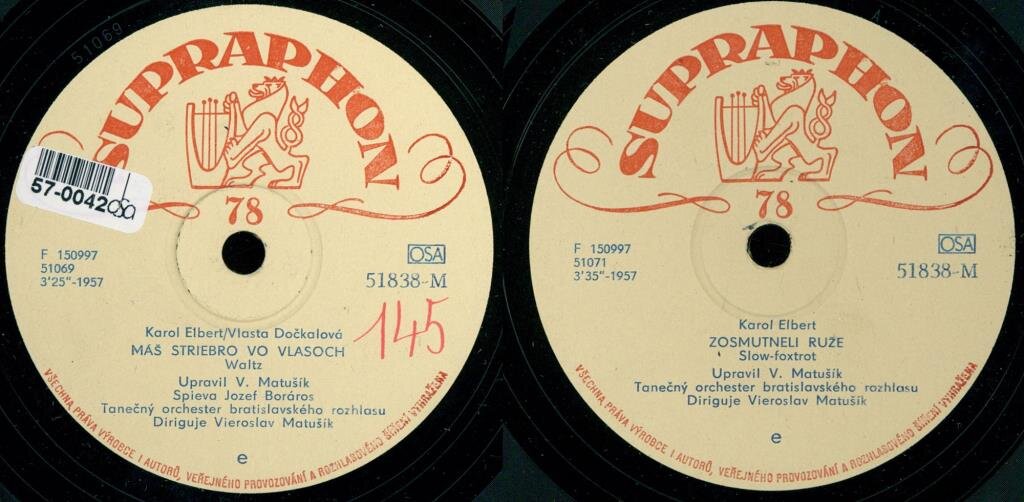 51069
SUPRAPHON
78
57-0042
OSA
F 150997
51069
3'25"-1957
OSA
51838-M
145
Karol Elbert/Vlasta Dočkalová
MÁŠ STRIEBRO VO VLASOCH
Waltz
Upravil V. Matušík
Spieva Jozef Boráros
Tanečný orchester bratislavského rozhlasu
Diriguje Vieroslav Matušík
e
VŠECHNA PRÁVA VÝROBCE I AUTORŮ, VEŘEJNÉHO PROVOZOVÁNÍ A ROZHLASOVÉHO ŠÍŘENÍ VYHRAŽENA
SUPRAPHON
78
F 150997
51071
3'35"-1957
OSA
51838-M
Karol Elbert
ZOSMUTNELI RUŽE
Slow-foxtrot
Upravil V. Matušík
Tanečný orchester bratislavského rozhlasu
Diriguje Vieroslav Matušík
e
VŠECHNA PRÁVA VÝROBCE I AUTORŮ, VEŘEJNÉHO PROVOZOVÁNÍ A ROZHLASOVÉHO ŠÍŘENÍ VYHRAŽENA